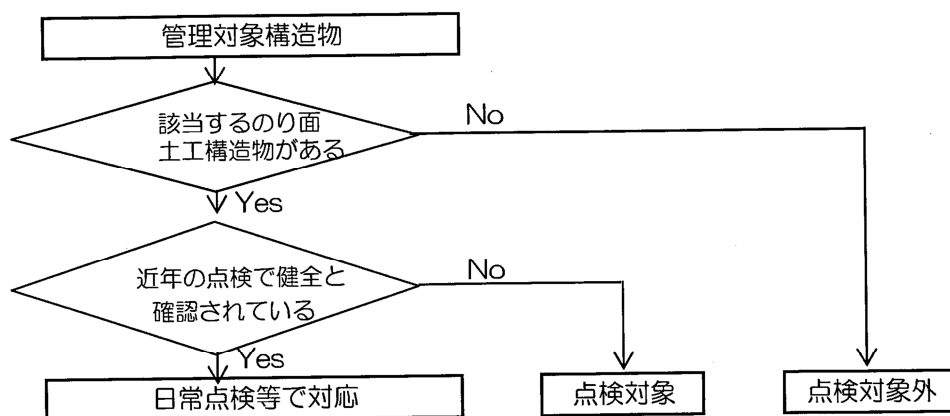 管理対象構造物
該当するのり面
土工構造物がある
No
Yes
近年の点検で健全と
確認されている
No
Yes
日常点検等で対応
点検対象
点検対象外